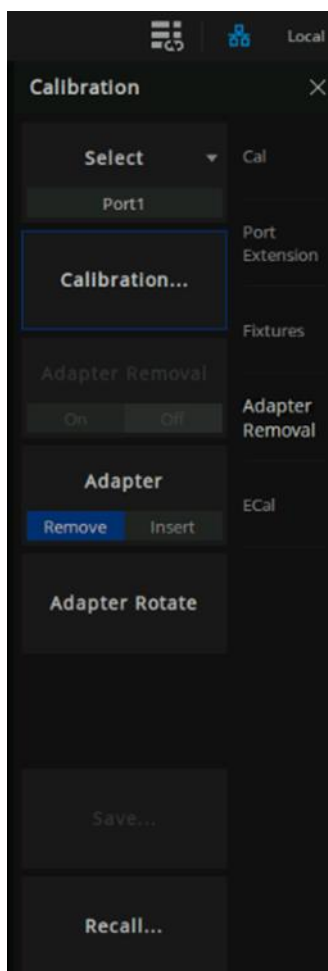 Local
Calibration
Select
Port1
Calibration...
Adapter Removal
On Off
Adapter
Remove Insert
Adapter Rotate
Save...
Recall...
Cal
Port
Extension
Fixtures
Adapter
Removal
ECal